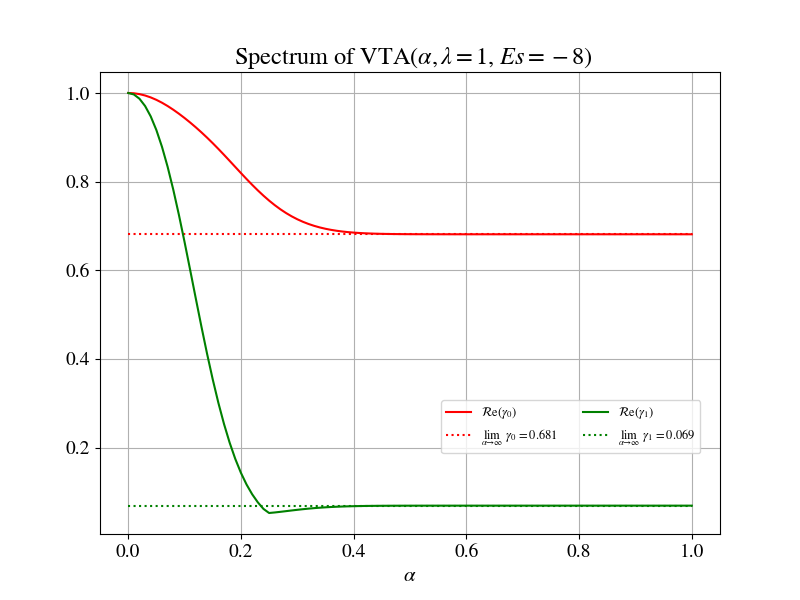 Spectrum of VTA(α, λ = 1, Es = − 8)
1.0
0.8
0.6
0.4
0.2
0.0 0.2 0.4 0.6 0.8 1.0
α
ℛe(γ₀) ℛe(γ₁)
lim γ₀ = 0.681 lim γ₁ = 0.069
a→∞ a→∞